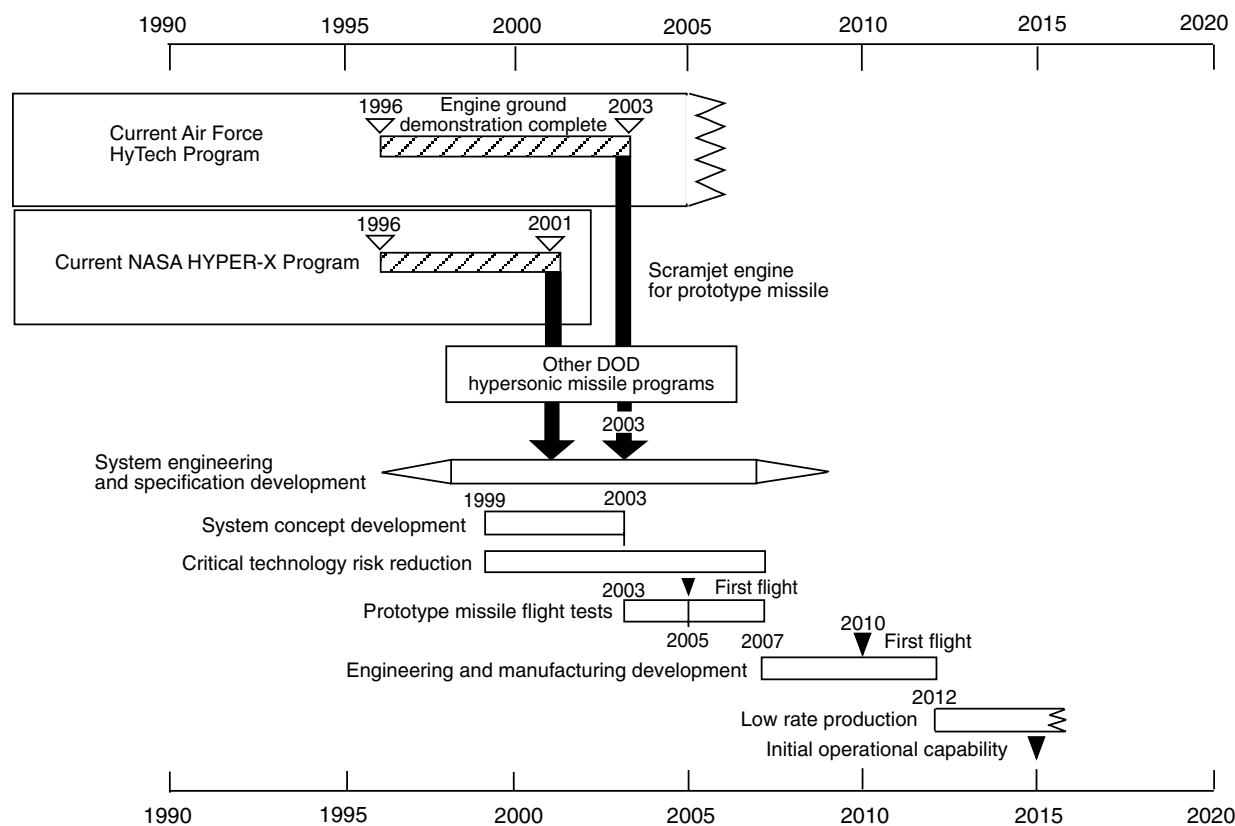 1990 1995 2000 2005 2010 2015 2020
1996 Engine ground 2003
demonstration complete
Current Air Force
HyTech Program
1996 2001
Current NASA HYPER-X Program
Scramjet engine
for prototype missile
Other DOD
hypersonic missile programs
2003
System engineering
and specification development
1999 2003
System concept development
Critical technology risk reduction
2003 First flight
Prototype missile flight tests
2005 2007
2010 First flight
Engineering and manufacturing development
2012
Low rate production
Initial operational capability
1990 1995 2000 2005 2010 2015 2020